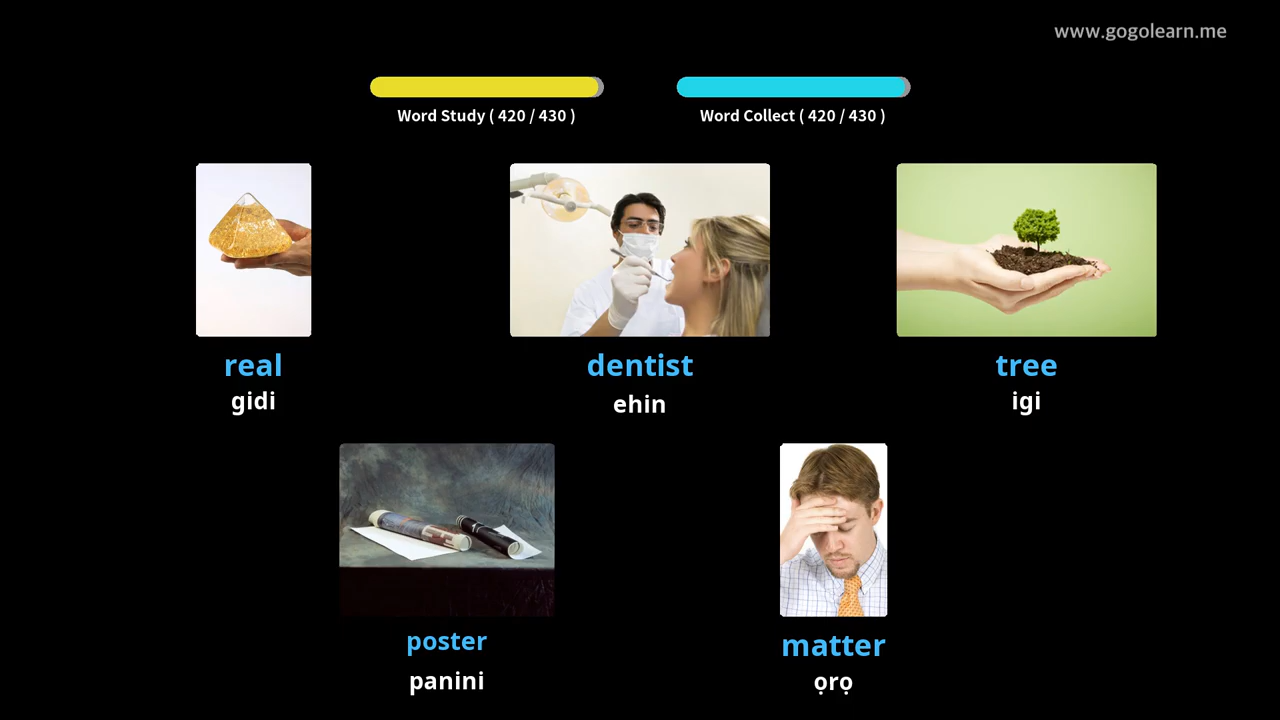 www.gogolearn.me
Word Study ( 420 / 430 )
Word Collect ( 420 / 430 )
real
gidi
dentist
ehin
tree
igi
poster
panini
matter
ọrọ